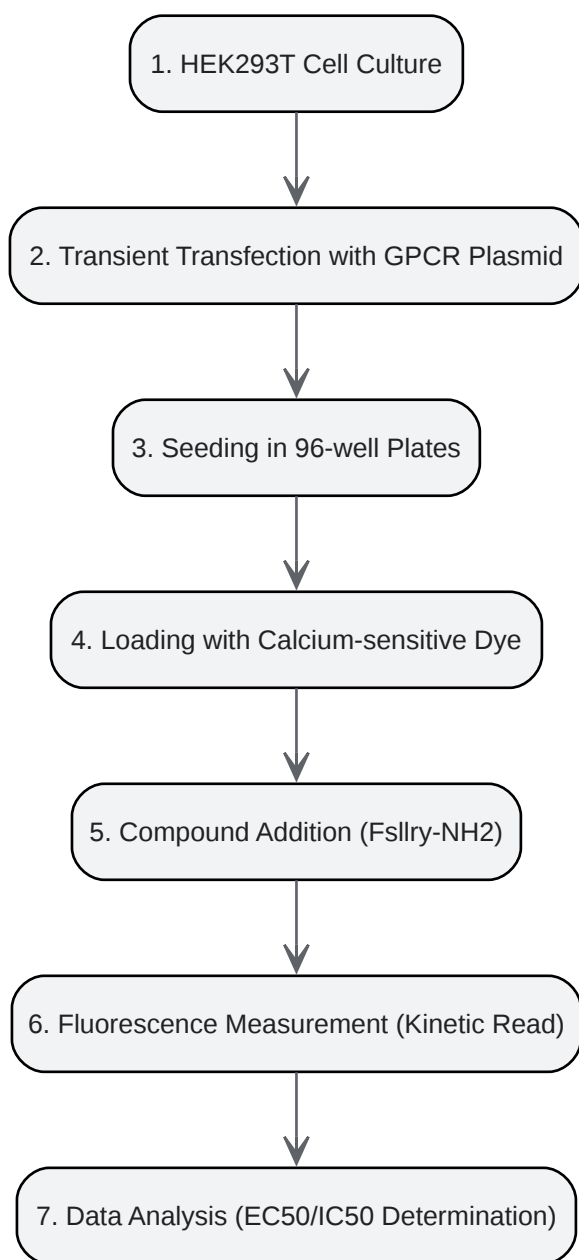 1. HEK293T Cell Culture
2. Transient Transfection with GPCR Plasmid
3. Seeding in 96-well Plates
4. Loading with Calcium-sensitive Dye
5. Compound Addition (Fsllry-NH2)
6. Fluorescence Measurement (Kinetic Read)
7. Data Analysis (EC50/IC50 Determination)